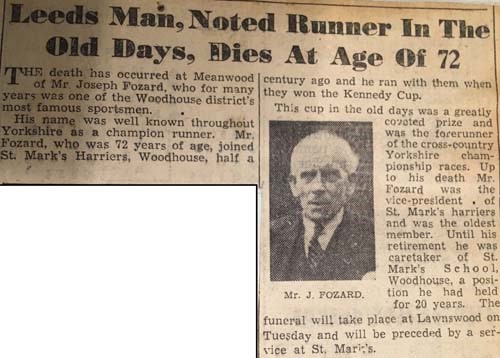 Leeds Man, Noted Runner In The
Old Days, Dies At Age Of 72
THE death has occurred at Meanwood
of Mr Joseph Fozard, who for many
years was one of the Woodhouse district's
most famous sportsmen.
His name was well known throughout
Yorkshire as a champion runner. Mr.
Fozard, who was 72 years of age, joined
St. Mark's Harriers, Woodhouse, half a
century ago and he ran with them when
they won the Kennedy Cup.
This cup in the old days was a greatly
coveted prize and
was the forerunner
of the cross-country
Yorkshire cham-
pionship races. Up
to his death Mr.
Fozard was the
vice-president of
St. Mark's harriers
and was the oldest
member. Until his
retirement he was
caretaker of St.
Mark's School,
Woodhouse, a posi-
tion he had held
for 20 years. The
Mr. J. FOZARD.
funeral will take place at Lawnswood on
Tuesday and will be preceded by a ser-
vice at St. Mark's.